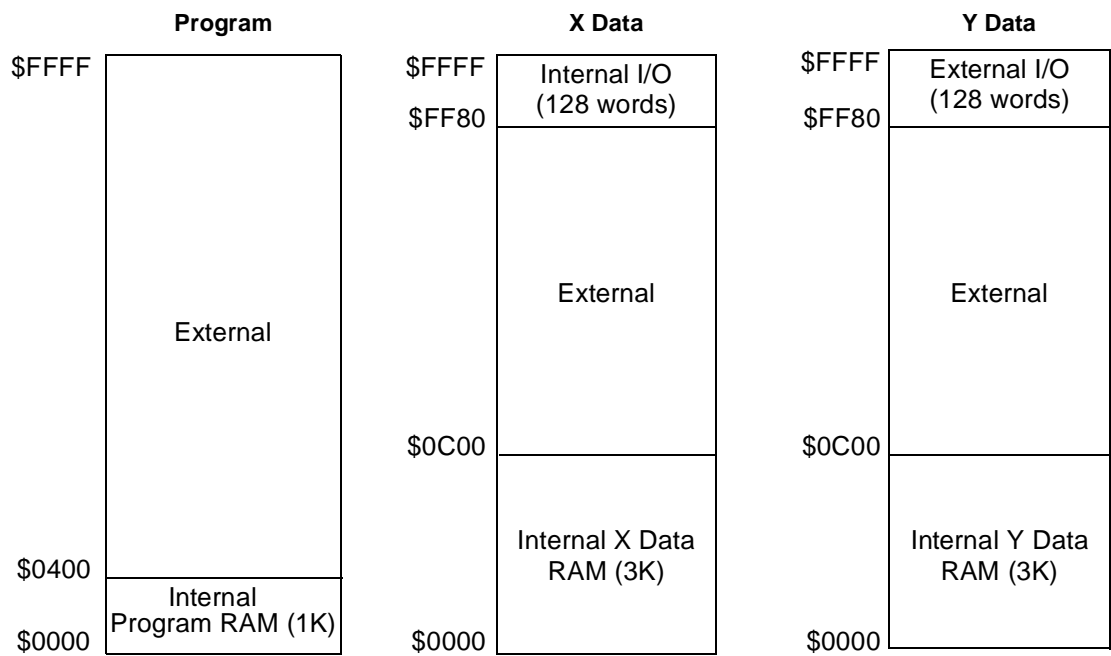 Program
$FFFF
External
$0400
Internal
Program RAM (1K)
$0000
X Data
$FFFF
Internal I/O
(128 words)
$FF80
External
$0C00
Internal X Data
RAM (3K)
$0000
Y Data
$FFFF
External I/O
(128 words)
$FF80
External
$0C00
Internal Y Data
RAM (3K)
$0000